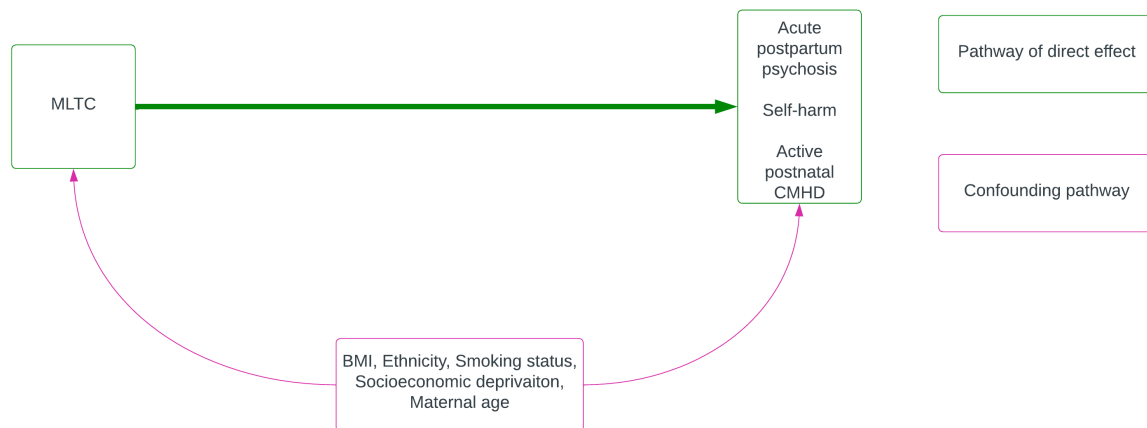 MLTC
Acute
postpartum
psychosis
Self-harm
Active
postnatal
CMHD
Pathway of direct effect
Confounding pathway
BMI, Ethnicity, Smoking status,
Socioeconomic deprivaiton,
Maternal age